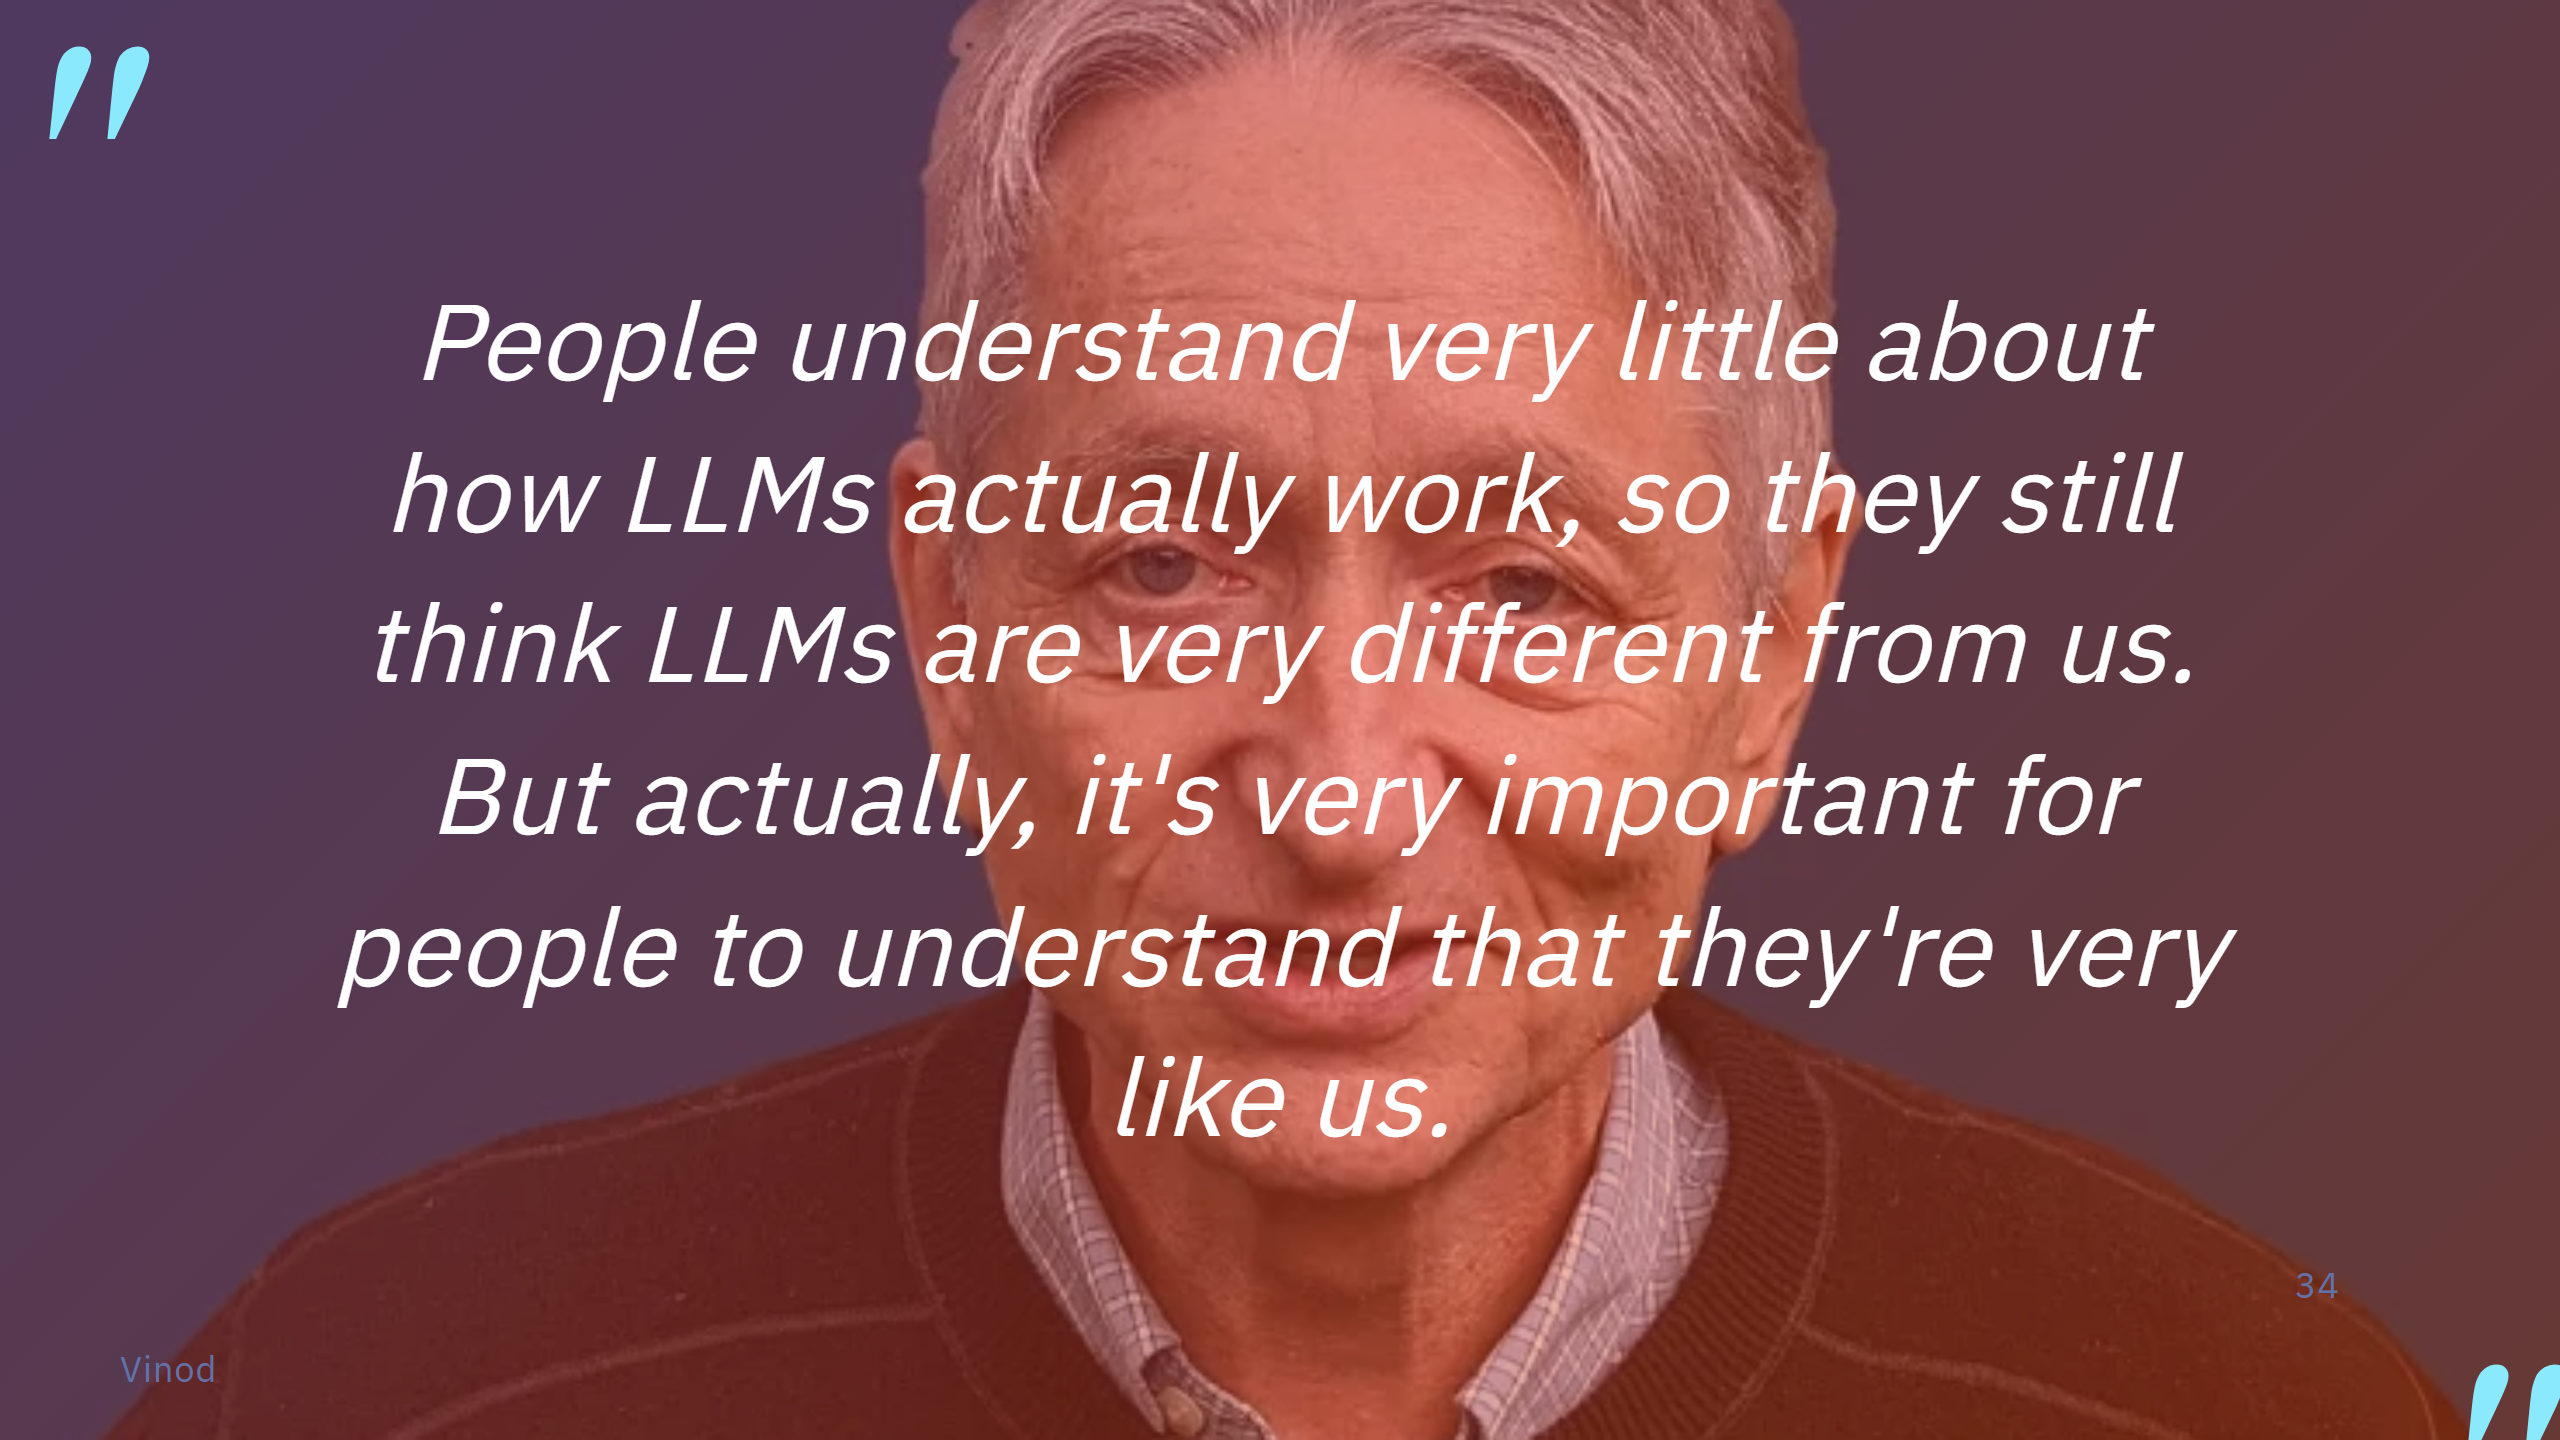 "
People understand very little about
how LLMs actually work, so they still
think LLMs are very different from us.
But actually, it's very important for
people to understand that they're very
like us.
34
Vinod
"